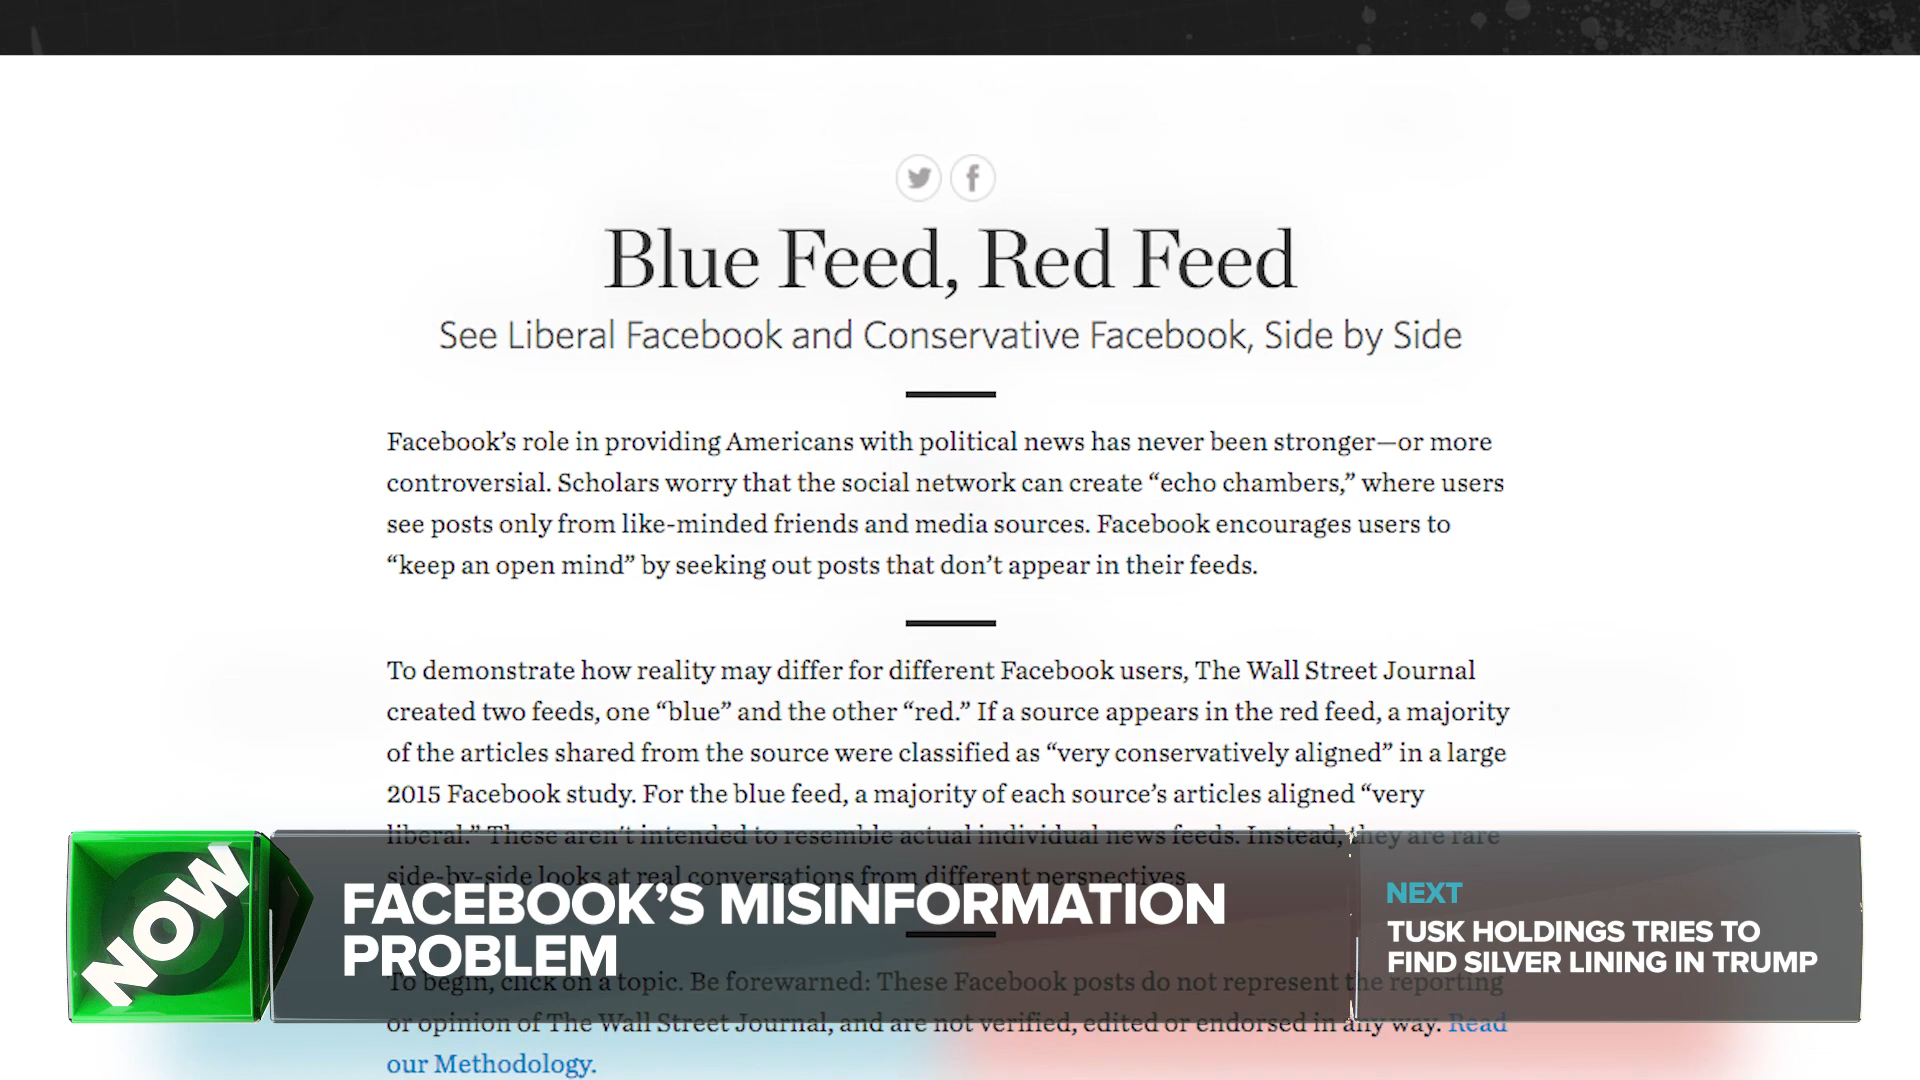 Blue Feed, Red Feed
See Liberal Facebook and Conservative Facebook, Side by Side
Facebook’s role in providing Americans with political news has never been stronger—or more
controversial. Scholars worry that the social network can create “echo chambers,” where users
see posts only from like-minded friends and media sources. Facebook encourages users to
“keep an open mind” by seeking out posts that don’t appear in their feeds.
To demonstrate how reality may differ for different Facebook users, The Wall Street Journal
created two feeds, one “blue” and the other “red.” If a source appears in the red feed, a majority
of the articles shared from the source were classified as “very conservatively aligned” in a large
2015 Facebook study. For the blue feed, a majority of each source’s articles aligned “very
liberal.” These aren’t intended to resemble actual individual news feeds. Instead, they are rare
side-by-side looks at real conversations from different perspectives.
To begin, click on a topic. Be forewarned: These Facebook posts do not represent the reporting
or opinion of The Wall Street Journal, and are not verified, edited or endorsed in any way. Read
our Methodology.
NOW
FACEBOOK’S MISINFORMATION
PROBLEM
NEXT
TUSK HOLDINGS TRIES TO
FIND SILVER LINING IN TRUMP